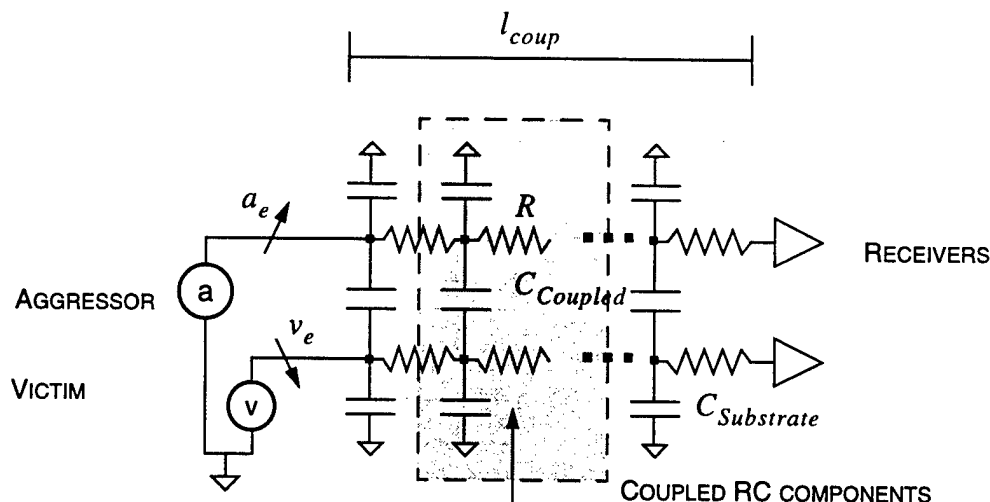 l_coup
a_e
R
RECEIVERS
AGGRESSOR
a
C_Coupled
v_e
VICTIM
v
C_Substrate
COUPLED RC COMPONENTS